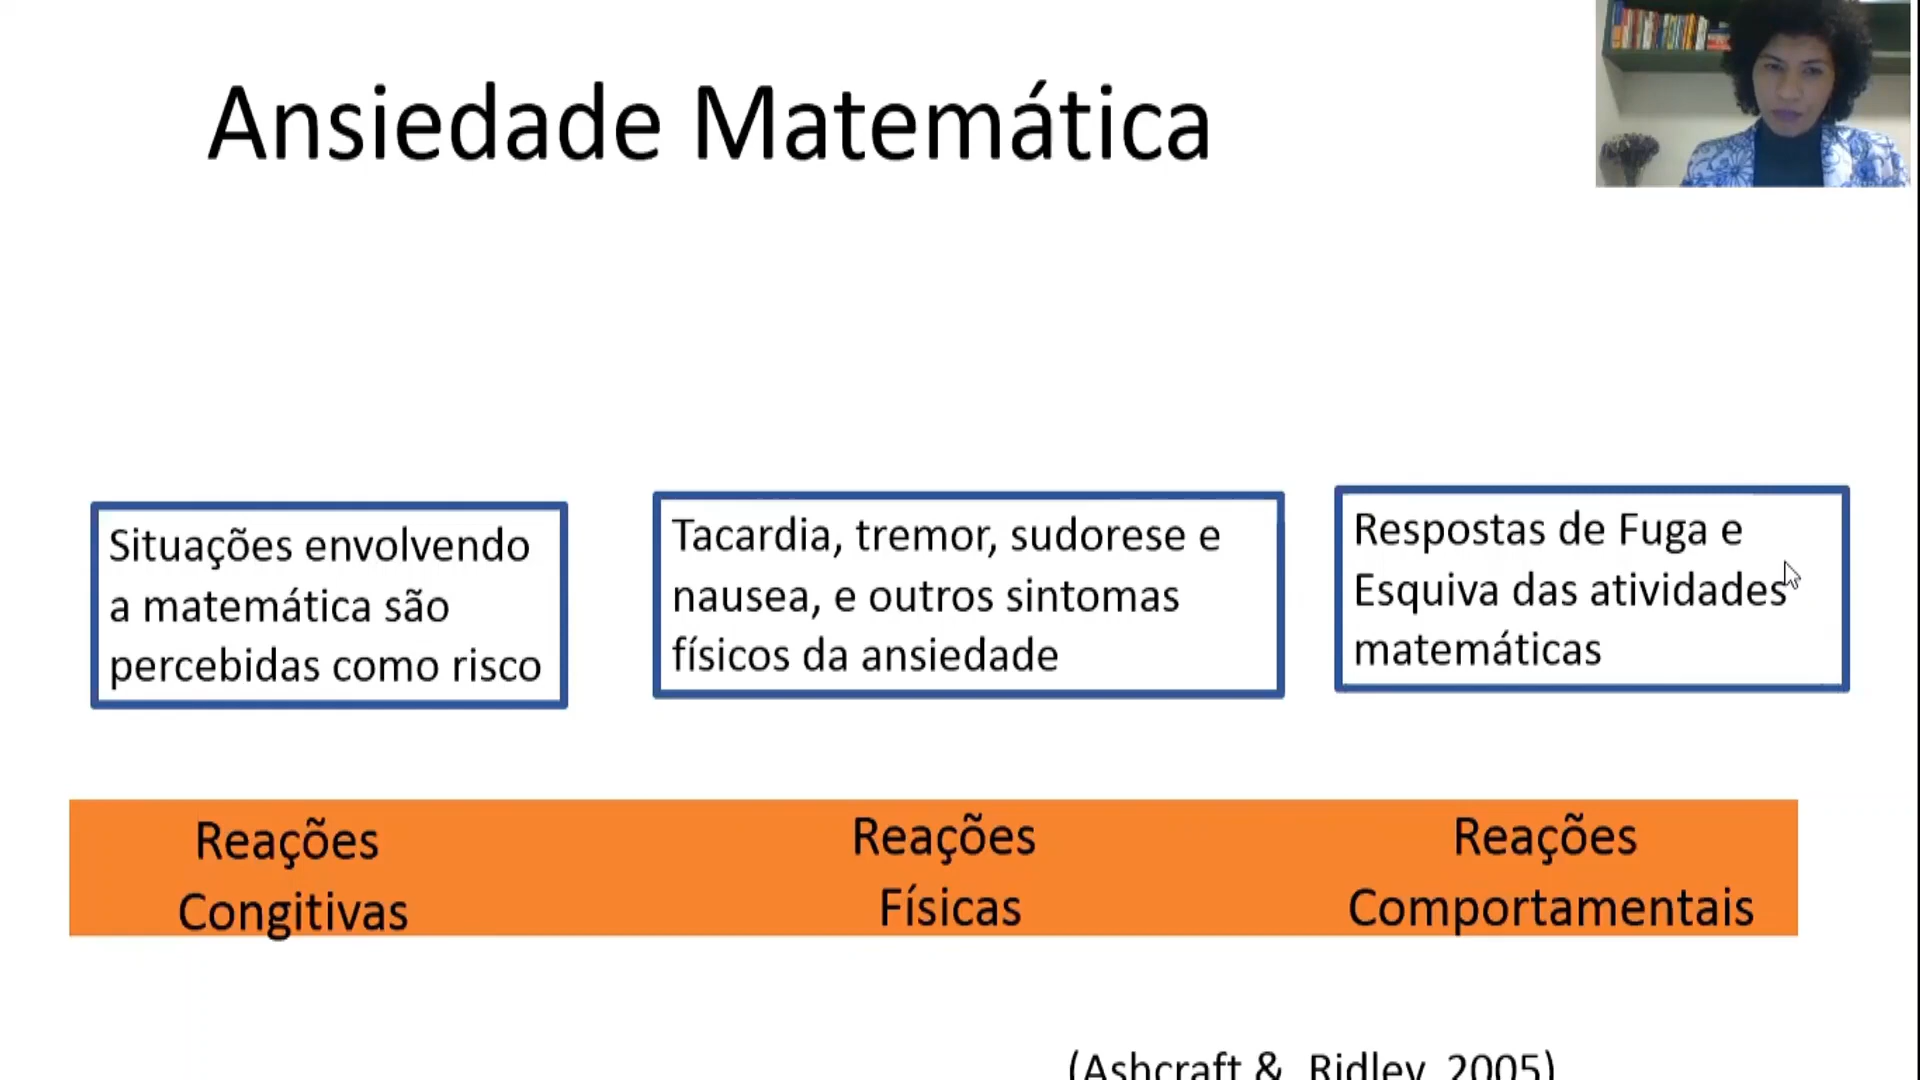 Ansiedade Matemática
Situações envolvendo
a matemática são
percebidas como risco
Tacardia, tremor, sudorese e
nausea, e outros sintomas
físicos da ansiedade
Respostas de Fuga e
Esquiva das atividades
matemáticas
Reações
Congitivas
Reações
Físicas
Reações
Comportamentais
(Ashcraft & Ridley, 2005)